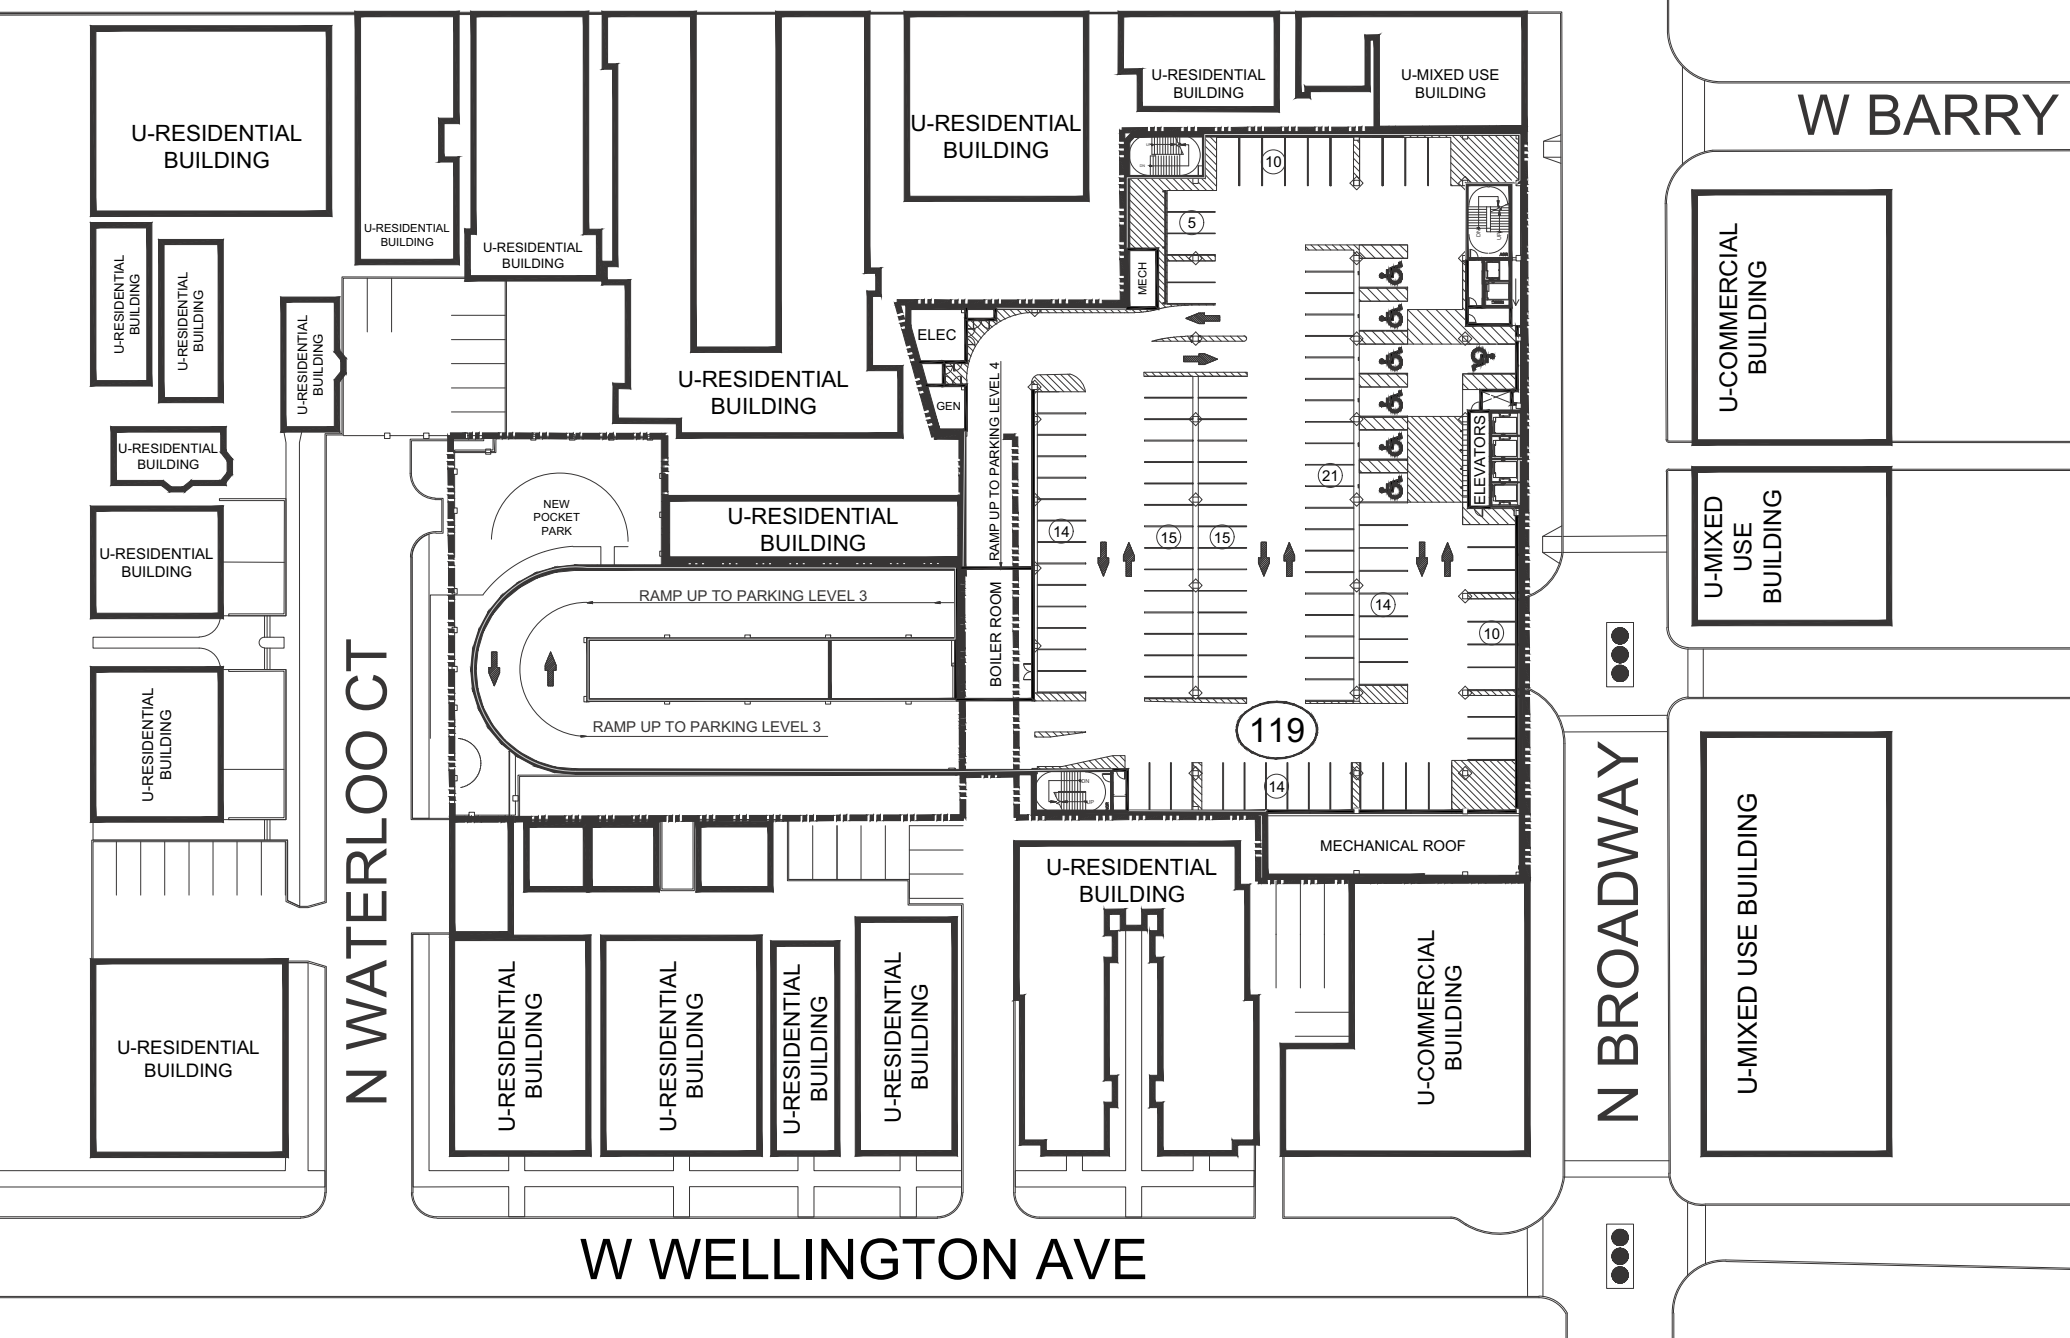 U-RESIDENTIAL
BUILDING
U-RESIDENTIAL
BUILDING
U-RESIDENTIAL
BUILDING
U-RESIDENTIAL
BUILDING
U-RESIDENTIAL
BUILDING
U-MIXED USE
BUILDING
W BARRY
U-RESIDENTIAL
BUILDING
U-RESIDENTIAL
BUILDING
U-RESIDENTIAL
BUILDING
U-RESIDENTIAL
BUILDING
U-RESIDENTIAL
BUILDING
U-RESIDENTIAL
BUILDING
U-RESIDENTIAL
BUILDING
U-RESIDENTIAL
BUILDING
N WATERLOO CT
NEW
POCKET
PARK
U-RESIDENTIAL
BUILDING
RAMP UP TO PARKING LEVEL 3
RAMP UP TO PARKING LEVEL 3
ELEC
GEN
MECH
RAMP UP TO PARKING LEVEL 4
BOILER ROOM
10
5
21
14
15
15
14
10
119
14
DN
UP
ELEVATORS
MECHANICAL ROOF
U-COMMERCIAL
BUILDING
U-MIXED
USE
BUILDING
N BROADWAY
U-MIXED USE BUILDING
U-RESIDENTIAL
BUILDING
U-RESIDENTIAL
BUILDING
U-RESIDENTIAL
BUILDING
U-RESIDENTIAL
BUILDING
U-RESIDENTIAL
BUILDING
U-RESIDENTIAL
BUILDING
U-COMMERCIAL
BUILDING
W WELLINGTON AVE